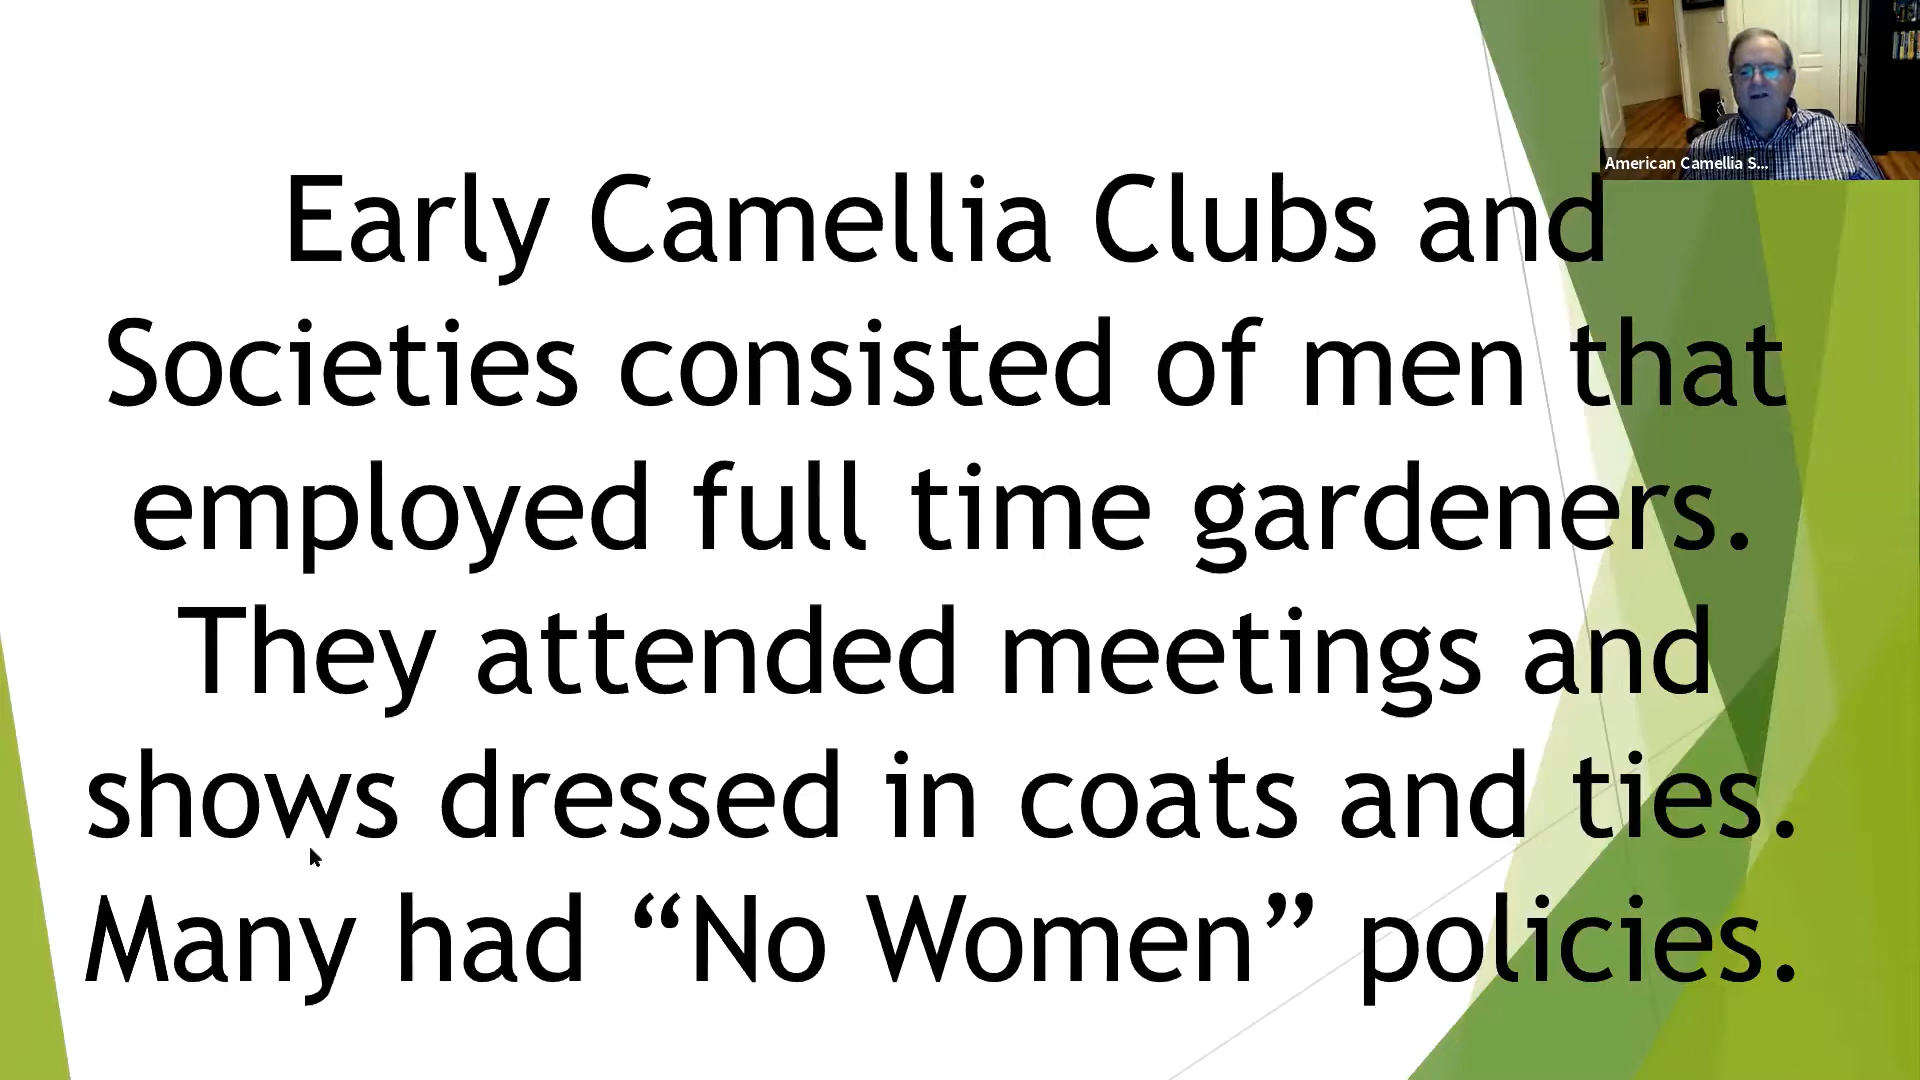 American Camellia S...
Early Camellia Clubs and
Societies consisted of men that
employed full time gardeners.
They attended meetings and
shows dressed in coats and ties.
Many had “No Women” policies.